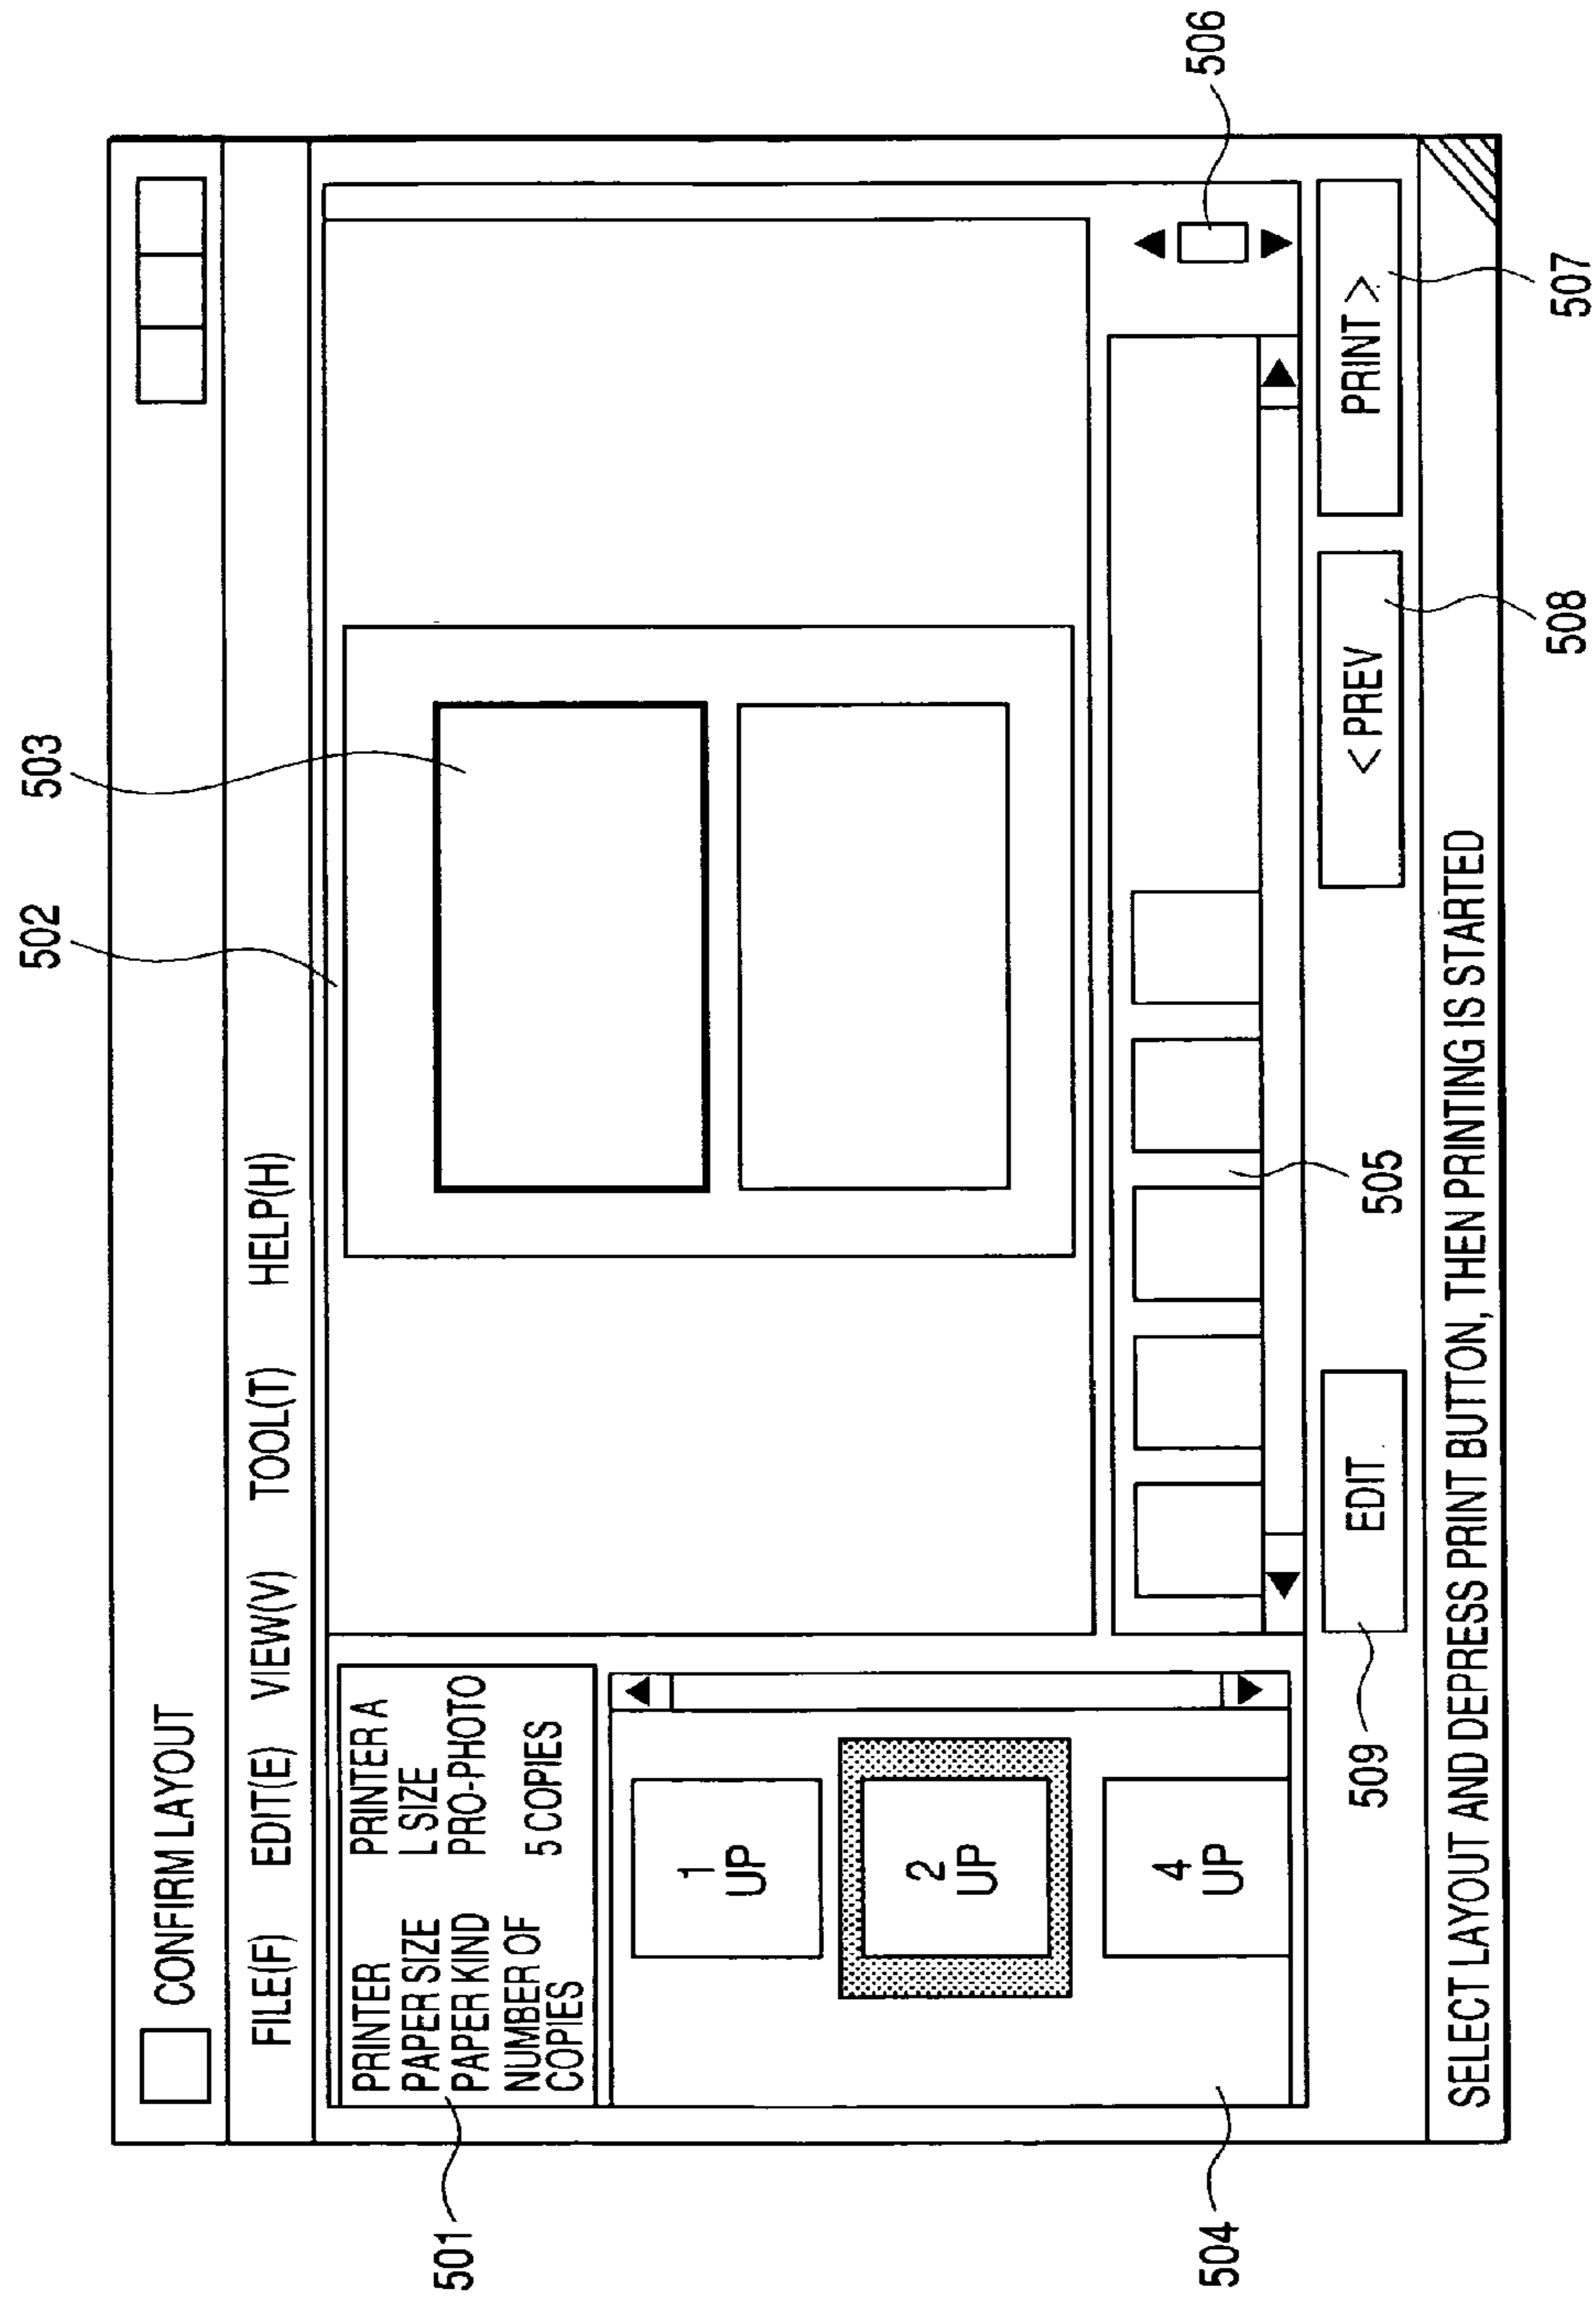 502
503
506
CONFIRM LAYOUT
FILE(F) EDIT(E) VIEW(V) TOOL(T) HELP(H)
501
PRINTER PRINTER A
PAPER SIZE L SIZE
PAPER KIND PRO-PHOTO
NUMBER OF
COPIES 5 COPIES
1
UP
2
UP
4
UP
504
505
509
EDIT
< PREV
PRINT >
508
507
SELECT LAYOUT AND DEPRESS PRINT BUTTON, THEN PRINTING IS STARTED